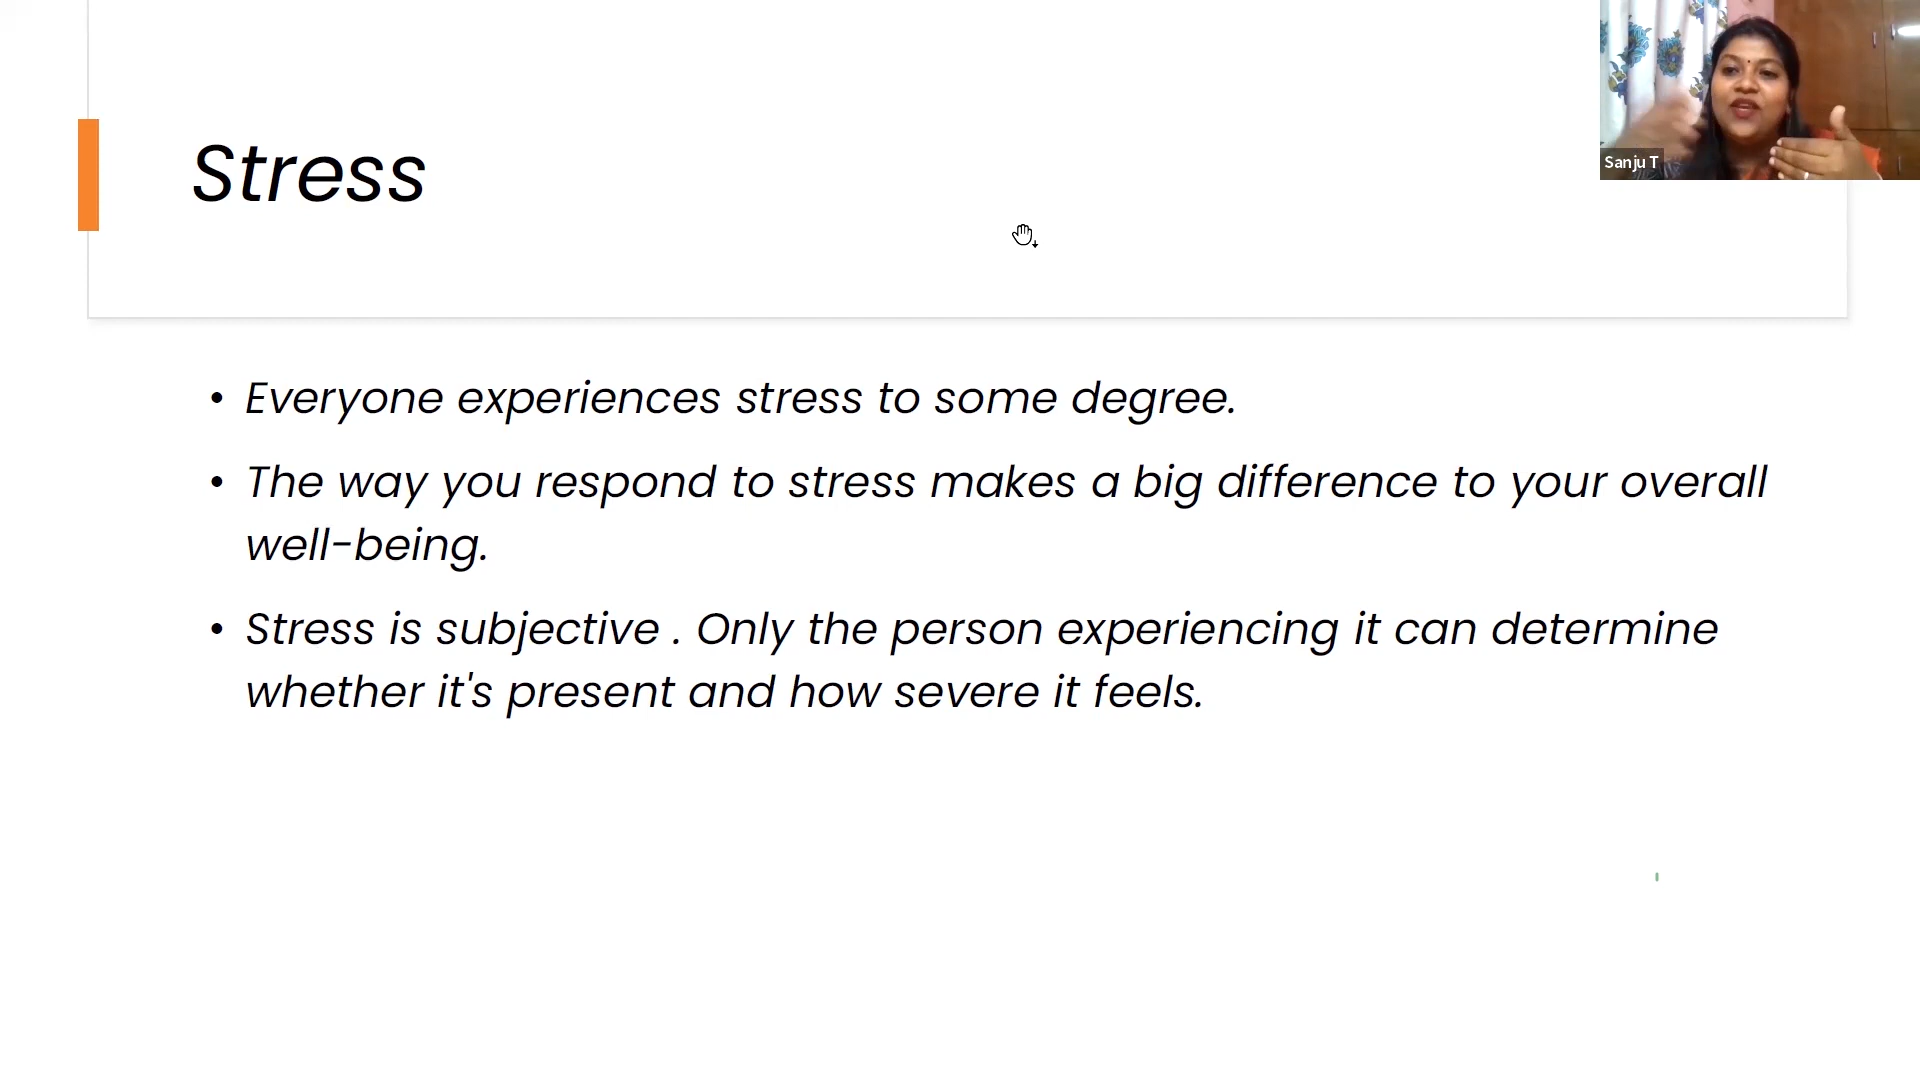 Stress
Sanju T
• Everyone experiences stress to some degree.
• The way you respond to stress makes a big difference to your overall
well-being.
• Stress is subjective . Only the person experiencing it can determine
whether it's present and how severe it feels.